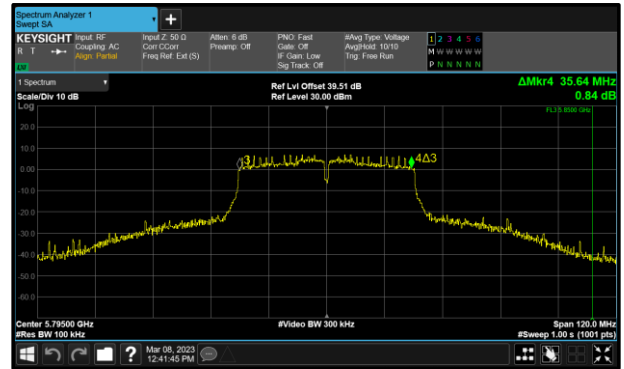 Spectrum Analyzer 1
Swept SA
+
KEYSIGHT Input: RF Input Z: 50 Ω Atten: 6 dB PNO: Fast #Avg Type: Voltage 1 2 3 4 5 6
R T Coupling: AC Corr CCorr Preamp: Off Gate: Off Avg|Hold: 10/10 M W W W W W
Align: Partial Freq Ref: Ext (S) IF Gain: Low Trig: Free Run
Sig Track: Off P N N N N N
LXI
1 Spectrum
Ref Lvl Offset 39.51 dB ΔMkr4 35.64 MHz
Scale/Div 10 dB Ref Level 30.00 dBm 0.84 dB
Log
20.0
10.0
0.00
-10.0
-20.0
-30.0
-40.0
-50.0
-60.0
3
4Δ3
Center 5.79500 GHz #Video BW 300 kHz Span 120.0 MHz
#Res BW 100 kHz #Sweep 1.00 s (1001 pts)
? Mar 08, 2023
12:41:45 PM